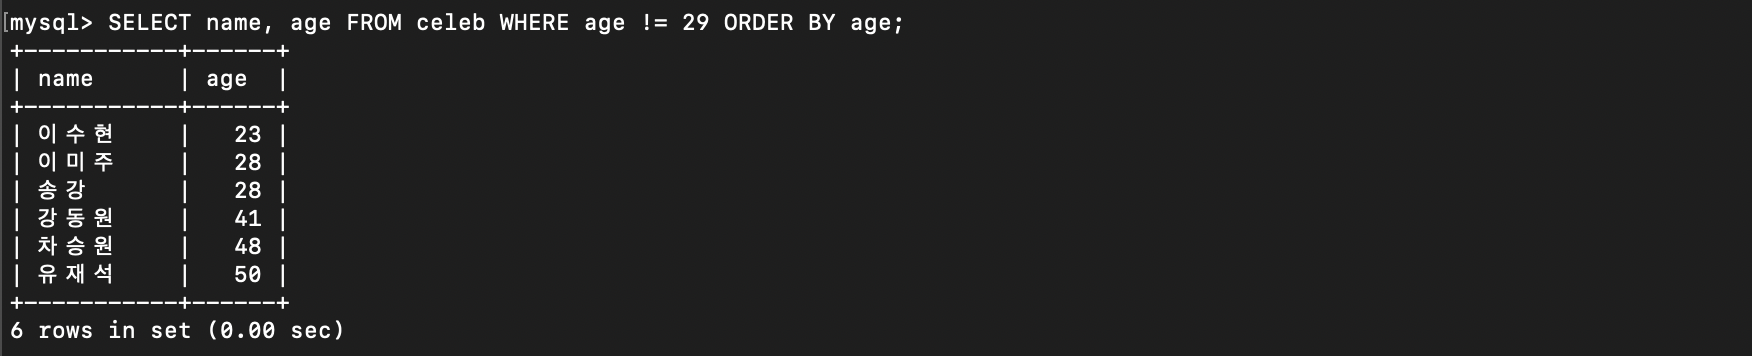 [mysql> SELECT name, age FROM celeb WHERE age != 29 ORDER BY age;
+-----------+------+
| name      | age  |
+-----------+------+
| 이수현    |   23 |
| 이미주    |   28 |
| 송강      |   28 |
| 강동원    |   41 |
| 차승원    |   48 |
| 유재석    |   50 |
+-----------+------+
6 rows in set (0.00 sec)